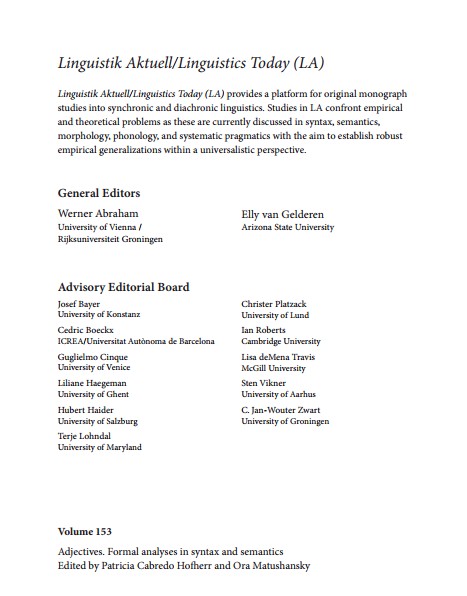 Linguistik Aktuell/Linguistics Today (LA)
Linguistik Aktuell/Linguistics Today (LA) provides a platform for original monograph
studies into synchronic and diachronic linguistics. Studies in LA confront empirical
and theoretical problems as these are currently discussed in syntax, semantics,
morphology, phonology, and systematic pragmatics with the aim to establish robust
empirical generalizations within a universalistic perspective.
General Editors
Werner Abraham
University of Vienna /
Rijksuniversiteit Groningen
Elly van Gelderen
Arizona State University
Advisory Editorial Board
Josef Bayer
University of Konstanz
Cedric Boeckx
ICREA/Universitat Autònoma de Barcelona
Guglielmo Cinque
University of Venice
Liliane Haegeman
University of Ghent
Hubert Haider
University of Salzburg
Terje Lohndal
University of Maryland
Christer Platzack
University of Lund
Ian Roberts
Cambridge University
Lisa deMena Travis
McGill University
Sten Vikner
University of Aarhus
C. Jan-Wouter Zwart
University of Groningen
Volume 153
Adjectives. Formal analyses in syntax and semantics
Edited by Patricia Cabredo Hofherr and Ora Matushansky